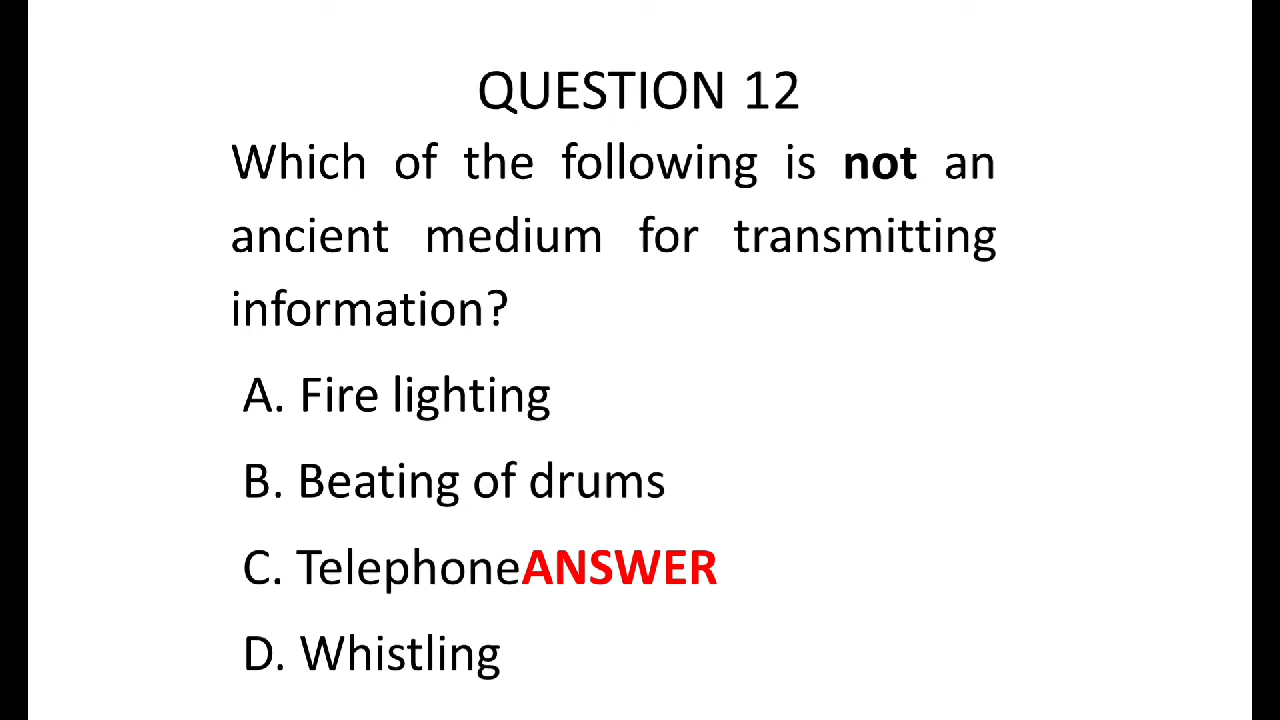 QUESTION 12
Which of the following is not an
ancient medium for transmitting
information?
A. Fire lighting
B. Beating of drums
C. TelephoneANSWER
D. Whistling